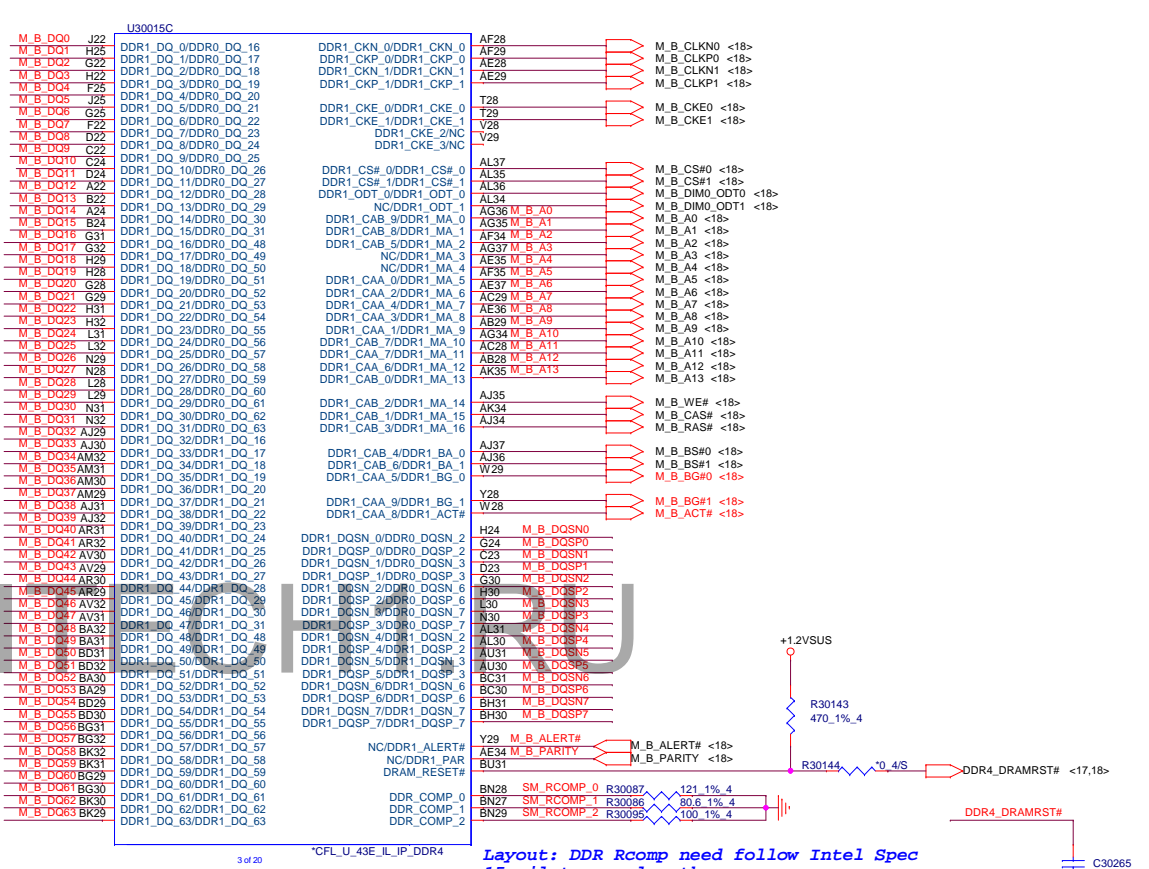 U30015C
M_B_DQ0 J22 DDR1_DQ_0/DDR0_DQ_16
M_B_DQ1 H25 DDR1_DQ_1/DDR0_DQ_17
M_B_DQ2 G22 DDR1_DQ_2/DDR0_DQ_18
M_B_DQ3 H22 DDR1_DQ_3/DDR0_DQ_19
M_B_DQ4 F25 DDR1_DQ_4/DDR0_DQ_20
M_B_DQ5 J25 DDR1_DQ_5/DDR0_DQ_21
M_B_DQ6 G25 DDR1_DQ_6/DDR0_DQ_22
M_B_DQ7 F22 DDR1_DQ_7/DDR0_DQ_23
M_B_DQ8 D22 DDR1_DQ_8/DDR0_DQ_24
M_B_DQ9 C22 DDR1_DQ_9/DDR0_DQ_25
M_B_DQ10 C24 DDR1_DQ_10/DDR0_DQ_26
M_B_DQ11 D24 DDR1_DQ_11/DDR0_DQ_27
M_B_DQ12 A22 DDR1_DQ_12/DDR0_DQ_28
M_B_DQ13 B22 DDR1_DQ_13/DDR0_DQ_29
M_B_DQ14 A24 DDR1_DQ_14/DDR0_DQ_30
M_B_DQ15 B24 DDR1_DQ_15/DDR0_DQ_31
M_B_DQ16 G31 DDR1_DQ_16/DDR0_DQ_48
M_B_DQ17 G32 DDR1_DQ_17/DDR0_DQ_49
M_B_DQ18 H29 DDR1_DQ_18/DDR0_DQ_50
M_B_DQ19 H28 DDR1_DQ_19/DDR0_DQ_51
M_B_DQ20 G28 DDR1_DQ_20/DDR0_DQ_52
M_B_DQ21 G29 DDR1_DQ_21/DDR0_DQ_53
M_B_DQ22 H31 DDR1_DQ_22/DDR0_DQ_54
M_B_DQ23 H32 DDR1_DQ_23/DDR0_DQ_55
M_B_DQ24 L31 DDR1_DQ_24/DDR0_DQ_56
M_B_DQ25 L32 DDR1_DQ_25/DDR0_DQ_57
M_B_DQ26 N29 DDR1_DQ_26/DDR0_DQ_58
M_B_DQ27 N28 DDR1_DQ_27/DDR0_DQ_59
M_B_DQ28 L28 DDR1_DQ_28/DDR0_DQ_60
M_B_DQ29 L29 DDR1_DQ_29/DDR0_DQ_61
M_B_DQ30 N31 DDR1_DQ_30/DDR0_DQ_62
M_B_DQ31 N32 DDR1_DQ_31/DDR0_DQ_63
M_B_DQ32 AJ29 DDR1_DQ_32/DDR1_DQ_16
M_B_DQ33 AJ30 DDR1_DQ_33/DDR1_DQ_17
M_B_DQ34 AM32 DDR1_DQ_34/DDR1_DQ_18
M_B_DQ35 AM31 DDR1_DQ_35/DDR1_DQ_19
M_B_DQ36 AM30 DDR1_DQ_36/DDR1_DQ_20
M_B_DQ37 AM29 DDR1_DQ_37/DDR1_DQ_21
M_B_DQ38 AJ31 DDR1_DQ_38/DDR1_DQ_22
M_B_DQ39 AJ32 DDR1_DQ_39/DDR1_DQ_23
M_B_DQ40 AR31 DDR1_DQ_40/DDR1_DQ_24
M_B_DQ41 AR32 DDR1_DQ_41/DDR1_DQ_25
M_B_DQ42 AV30 DDR1_DQ_42/DDR1_DQ_26
M_B_DQ43 AV29 DDR1_DQ_43/DDR1_DQ_27
M_B_DQ44 AR30 DDR1_DQ_44/DDR1_DQ_28
M_B_DQ45 AR29 DDR1_DQ_45/DDR1_DQ_29
M_B_DQ46 AV32 DDR1_DQ_46/DDR1_DQ_30
M_B_DQ47 AV31 DDR1_DQ_47/DDR1_DQ_31
M_B_DQ48 BA32 DDR1_DQ_48/DDR1_DQ_48
M_B_DQ49 BA31 DDR1_DQ_49/DDR1_DQ_49
M_B_DQ50 BD31 DDR1_DQ_50/DDR1_DQ_50
M_B_DQ51 BD32 DDR1_DQ_51/DDR1_DQ_51
M_B_DQ52 BA30 DDR1_DQ_52/DDR1_DQ_52
M_B_DQ53 BA29 DDR1_DQ_53/DDR1_DQ_53
M_B_DQ54 BD29 DDR1_DQ_54/DDR1_DQ_54
M_B_DQ55 BD30 DDR1_DQ_55/DDR1_DQ_55
M_B_DQ56 BG31 DDR1_DQ_56/DDR1_DQ_56
M_B_DQ57 BG32 DDR1_DQ_57/DDR1_DQ_57
M_B_DQ58 BK32 DDR1_DQ_58/DDR1_DQ_58
M_B_DQ59 BK31 DDR1_DQ_59/DDR1_DQ_59
M_B_DQ60 BG29 DDR1_DQ_60/DDR1_DQ_60
M_B_DQ61 BG30 DDR1_DQ_61/DDR1_DQ_61
M_B_DQ62 BK30 DDR1_DQ_62/DDR1_DQ_62
M_B_DQ63 BK29 DDR1_DQ_63/DDR1_DQ_63
DDR1_CKN_0/DDR1_CKN_0 AF28 M_B_CLKN0 <18>
DDR1_CKP_0/DDR1_CKP_0 AF29 M_B_CLKP0 <18>
DDR1_CKN_1/DDR1_CKN_1 AE28 M_B_CLKN1 <18>
DDR1_CKP_1/DDR1_CKP_1 AE29 M_B_CLKP1 <18>
DDR1_CKE_0/DDR1_CKE_0 T28 M_B_CKE0 <18>
DDR1_CKE_1/DDR1_CKE_1 T29 M_B_CKE1 <18>
DDR1_CKE_2/NC V28
DDR1_CKE_3/NC V29
DDR1_CS#_0/DDR1_CS#_0 AL37 M_B_CS#0 <18>
DDR1_CS#_1/DDR1_CS#_1 AL35 M_B_CS#1 <18>
DDR1_ODT_0/DDR1_ODT_0 AL36 M_B_DIM0_ODT0 <18>
NC/DDR1_ODT_1 AL34 M_B_DIM0_ODT1 <18>
DDR1_CAB_9/DDR1_MA_0 AG36 M_B_A0 M_B_A0 <18>
DDR1_CAB_8/DDR1_MA_1 AG35 M_B_A1 M_B_A1 <18>
DDR1_CAB_5/DDR1_MA_2 AF34 M_B_A2 M_B_A2 <18>
NC/DDR1_MA_3 AG37 M_B_A3 M_B_A3 <18>
NC/DDR1_MA_4 AE35 M_B_A4 M_B_A4 <18>
DDR1_CAA_0/DDR1_MA_5 AF35 M_B_A5 M_B_A5 <18>
DDR1_CAA_2/DDR1_MA_6 AE37 M_B_A6 M_B_A6 <18>
DDR1_CAA_4/DDR1_MA_7 AC29 M_B_A7 M_B_A7 <18>
DDR1_CAA_3/DDR1_MA_8 AE36 M_B_A8 M_B_A8 <18>
DDR1_CAA_1/DDR1_MA_9 AB29 M_B_A9 M_B_A9 <18>
DDR1_CAB_7/DDR1_MA_10 AG34 M_B_A10 M_B_A10 <18>
DDR1_CAA_7/DDR1_MA_11 AC28 M_B_A11 M_B_A11 <18>
DDR1_CAA_6/DDR1_MA_12 AB28 M_B_A12 M_B_A12 <18>
DDR1_CAB_0/DDR1_MA_13 AK35 M_B_A13 M_B_A13 <18>
DDR1_CAB_2/DDR1_MA_14 AJ35 M_B_WE# <18>
DDR1_CAB_1/DDR1_MA_15 AK34 M_B_CAS# <18>
DDR1_CAB_3/DDR1_MA_16 AJ34 M_B_RAS# <18>
DDR1_CAB_4/DDR1_BA_0 AJ37 M_B_BS#0 <18>
DDR1_CAB_6/DDR1_BA_1 AJ36 M_B_BS#1 <18>
DDR1_CAA_5/DDR1_BG_0 W29 M_B_BG#0 <18>
DDR1_CAA_9/DDR1_BG_1 Y28 M_B_BG#1 <18>
DDR1_CAA_8/DDR1_ACT# W28 M_B_ACT# <18>
DDR1_DQSN_0/DDR0_DQSN_2 H24 M_B_DQSN0
DDR1_DQSP_0/DDR0_DQSP_2 G24 M_B_DQSP0
DDR1_DQSN_1/DDR0_DQSN_3 C23 M_B_DQSN1
DDR1_DQSP_1/DDR0_DQSP_3 D23 M_B_DQSP1
DDR1_DQSN_2/DDR0_DQSN_6 G30 M_B_DQSN2
DDR1_DQSP_2/DDR0_DQSP_6 H30 M_B_DQSP2
DDR1_DQSN_3/DDR0_DQSN_7 L30 M_B_DQSN3
DDR1_DQSP_3/DDR0_DQSP_7 N30 M_B_DQSP3
DDR1_DQSN_4/DDR1_DQSN_2 AL31 M_B_DQSN4
DDR1_DQSP_4/DDR1_DQSP_2 AL30 M_B_DQSP4
DDR1_DQSN_5/DDR1_DQSN_3 AU31 M_B_DQSN5
DDR1_DQSP_5/DDR1_DQSP_3 AU30 M_B_DQSP5
DDR1_DQSN_6/DDR1_DQSN_6 BC31 M_B_DQSN6
DDR1_DQSP_6/DDR1_DQSP_6 BC30 M_B_DQSP6
DDR1_DQSN_7/DDR1_DQSN_7 BH31 M_B_DQSN7
DDR1_DQSP_7/DDR1_DQSP_7 BH30 M_B_DQSP7
NC/DDR1_ALERT# Y29 M_B_ALERT# M_B_ALERT# <18>
NC/DDR1_PAR AE34 M_B_PARITY M_B_PARITY <18>
DRAM_RESET# BU31
DDR_COMP_0 BN28 SM_RCOMP_0 R30087 121_1%_4
DDR_COMP_1 BN27 SM_RCOMP_1 R30086 80.6_1%_4
DDR_COMP_2 BN29 SM_RCOMP_2 R30095 100_1%_4
+1.2VSUS
R30143
470_1%_4
R30144 *0_4/S DDR4_DRAMRST# <17,18>
DDR4_DRAMRST#
C30265
*CFL_U_43E_IL_IP_DDR4
3 of 20
Layout: DDR Rcomp need follow Intel Spec
ITECH1.RU